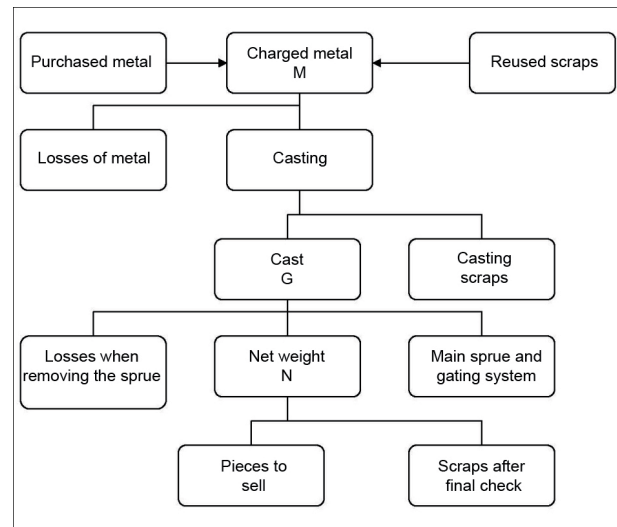 Purchased metal
Charged metal
M
Reused scraps
Losses of metal
Casting
Cast
G
Casting
scraps
Losses when
removing the sprue
Net weight
N
Main sprue and
gating system
Pieces to
sell
Scraps after
final check